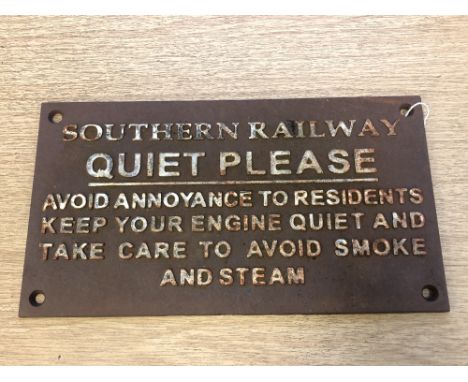 SOUTHERN RAILWAY
QUIET PLEASE
AVOID ANNOYANCE TO RESIDENTS
KEEP YOUR ENGINE QUIET AND
TAKE CARE TO AVOID SMOKE
AND STEAM